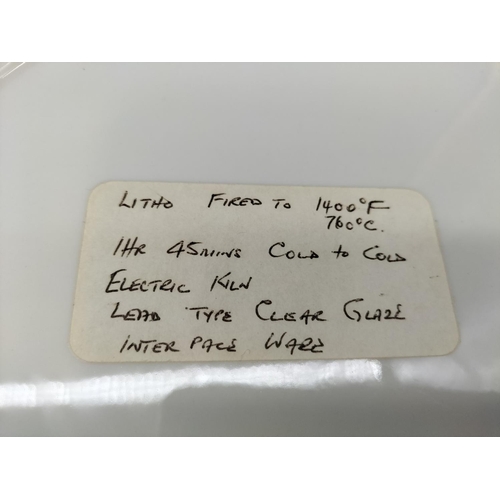 LITHO FIRED TO 1400°F
760°C.
1HR 45MINS COLD to COLD
ELECTRIC KILN
LEAD TYPE CLEAR GLAZE
INTER PACE WARE